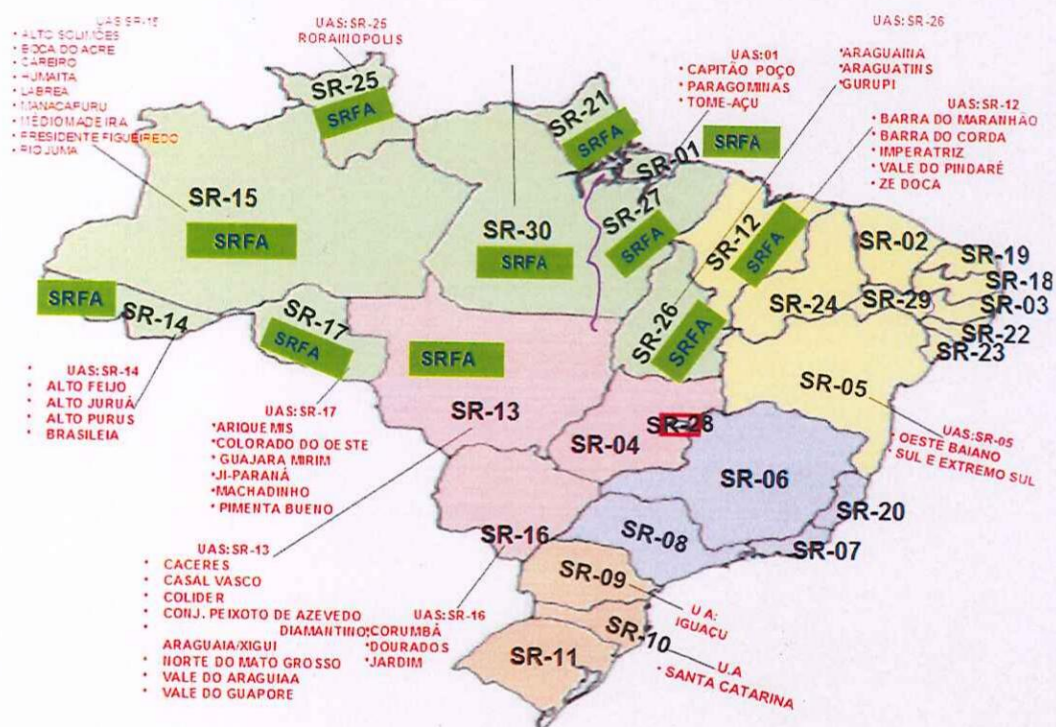 UAS:SR-15
• ALTO SOLIMÕES
• BOCA DO ACRE
• CAREIRO
• HUMAITA
• LABREA
• MANACAPURU
• MÉDIO MADEIRA
• PRESIDENTE FIGUEIREDO
• RIO JUMA
UAS: SR-25
RORAINOPOLIS
UAS:01
• CAPITÃO POÇO
• PARAGOMINAS
• TOME-AÇU
UAS: SR-26
•ARAGUAINA
•ARAGUATINS
•GURUPI
UAS: SR-12
• BARRA DO MARANHÃO
• BARRA DO CORDA
• IMPERATRIZ
• VALE DO PINDARÉ
• ZE DOCA
SR-25
SRFA
SR-21
SRFA
SR-01
SRFA
SR-15
SRFA
SR-30
SRFA
SR-27
SRFA
SR-12
SRFA
SR-02
SR-19
SR-18
SR-03
SR-29
SR-22
SR-23
SR-24
SRFA
SR-14
SR-17
SRFA
SR-26
SRFA
SRFA
SR-13
SR-05
SR-28
SR-04
SR-06
SR-20
SR-07
SR-16
SR-08
SR-09
SR-10
SR-11
• UAS: SR-14
• ALTO FEIJO
• ALTO JURUÁ
• ALTO PURUS
• BRASILEIA
UAS: SR-17
•ARIQUEMIS
•COLORADO DO OESTE
•GUAJARA MIRIM
•JI-PARANÁ
•MACHADINHO
• PIMENTA BUENO
UAS:SR-05
• OESTE BAIANO
• SUL E EXTREMO SUL
UAS: SR-13
• CACERES
• CASAL VASCO
• COLIDER
• CONJ. PEIXOTO DE AZEVEDO
• DIAMANTINO
ARAGUAIA/XIGUI
• NORTE DO MATO GROSSO
• VALE DO ARAGUIAA
• VALE DO GUAPORE
UAS: SR-16
•CORUMBÁ
•DOURADOS
•JARDIM
U A:
IGUAÇU
U.A
• SANTA CATARINA